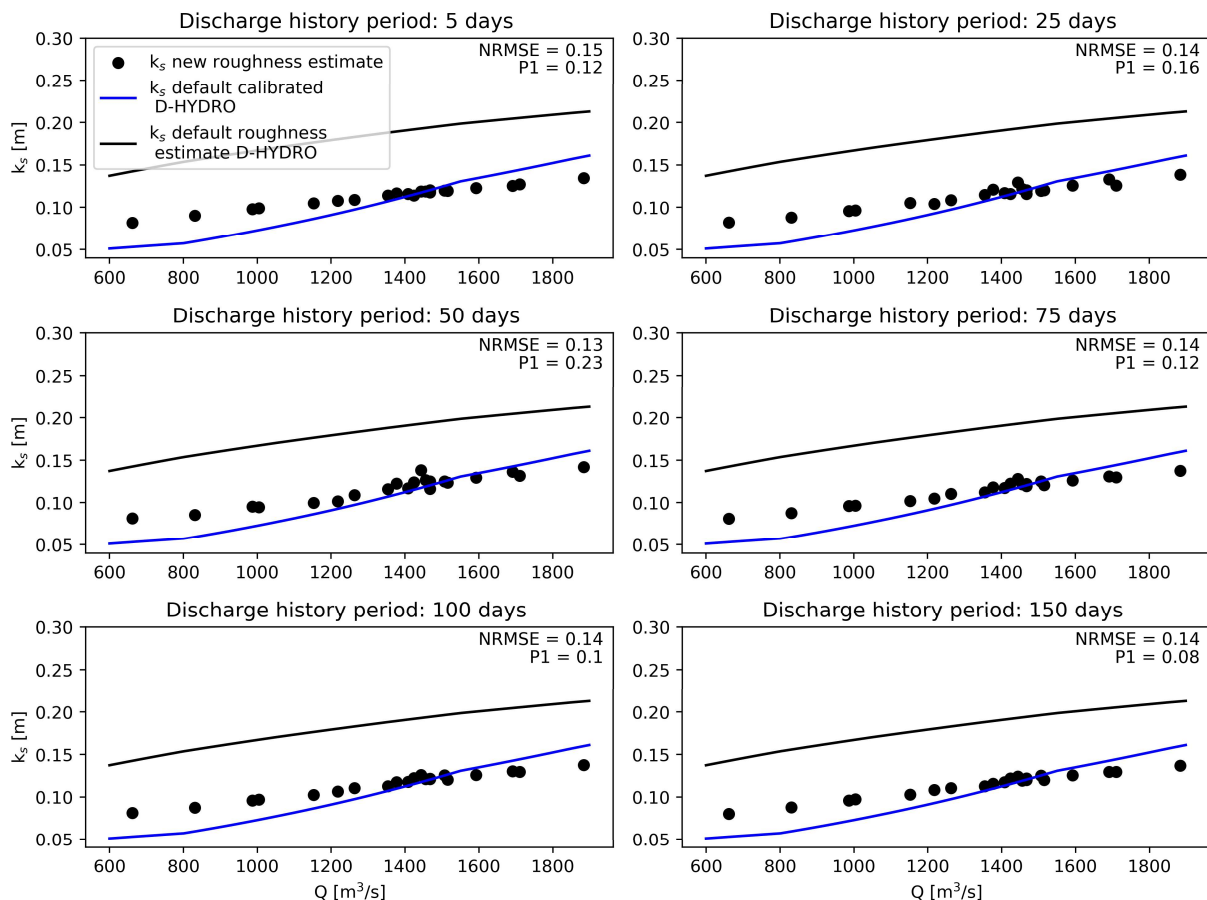 Discharge history period: 5 days
NRMSE = 0.15
P1 = 0.12
k_s new roughness estimate
k_s default calibrated
D-HYDRO
k_s default roughness
estimate D-HYDRO
k_s [m]
0.30
0.25
0.20
0.15
0.10
0.05
600 800 1000 1200 1400 1600 1800
Discharge history period: 25 days
NRMSE = 0.14
P1 = 0.16
0.30
0.25
0.20
0.15
0.10
0.05
600 800 1000 1200 1400 1600 1800
Discharge history period: 50 days
NRMSE = 0.13
P1 = 0.23
k_s [m]
0.30
0.25
0.20
0.15
0.10
0.05
600 800 1000 1200 1400 1600 1800
Discharge history period: 75 days
NRMSE = 0.14
P1 = 0.12
0.30
0.25
0.20
0.15
0.10
0.05
600 800 1000 1200 1400 1600 1800
Discharge history period: 100 days
NRMSE = 0.14
P1 = 0.1
k_s [m]
0.30
0.25
0.20
0.15
0.10
0.05
600 800 1000 1200 1400 1600 1800
Q [m³/s]
Discharge history period: 150 days
NRMSE = 0.14
P1 = 0.08
0.30
0.25
0.20
0.15
0.10
0.05
600 800 1000 1200 1400 1600 1800
Q [m³/s]